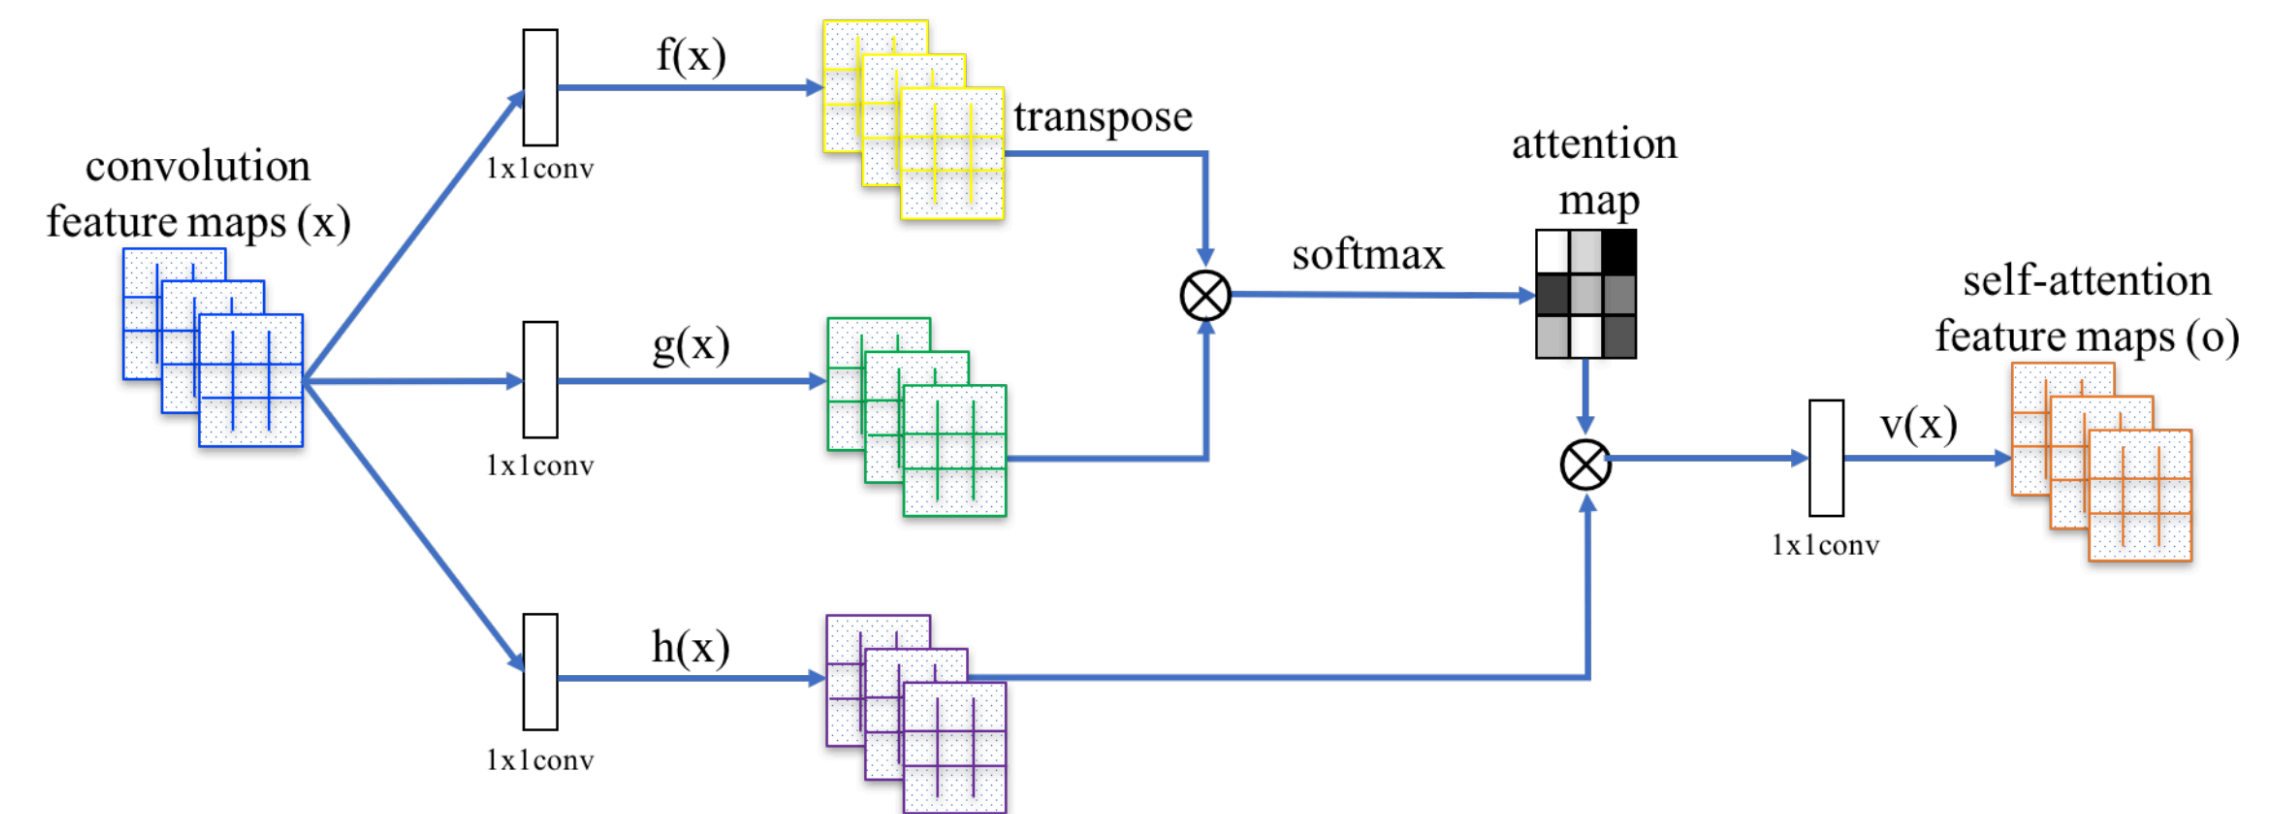 convolution
feature maps (x)
f(x)
1x1conv
transpose
g(x)
1x1conv
h(x)
1x1conv
softmax
attention
map
1x1conv
v(x)
self-attention
feature maps (o)